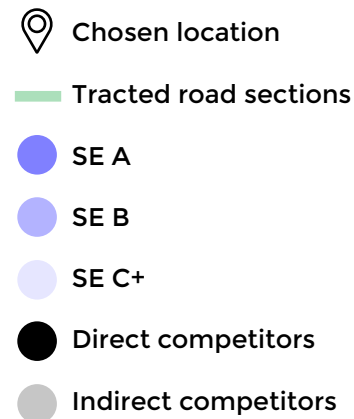 Chosen location
Tracted road sections
SE A
SE B
SE C+
Direct competitors
Indirect competitors